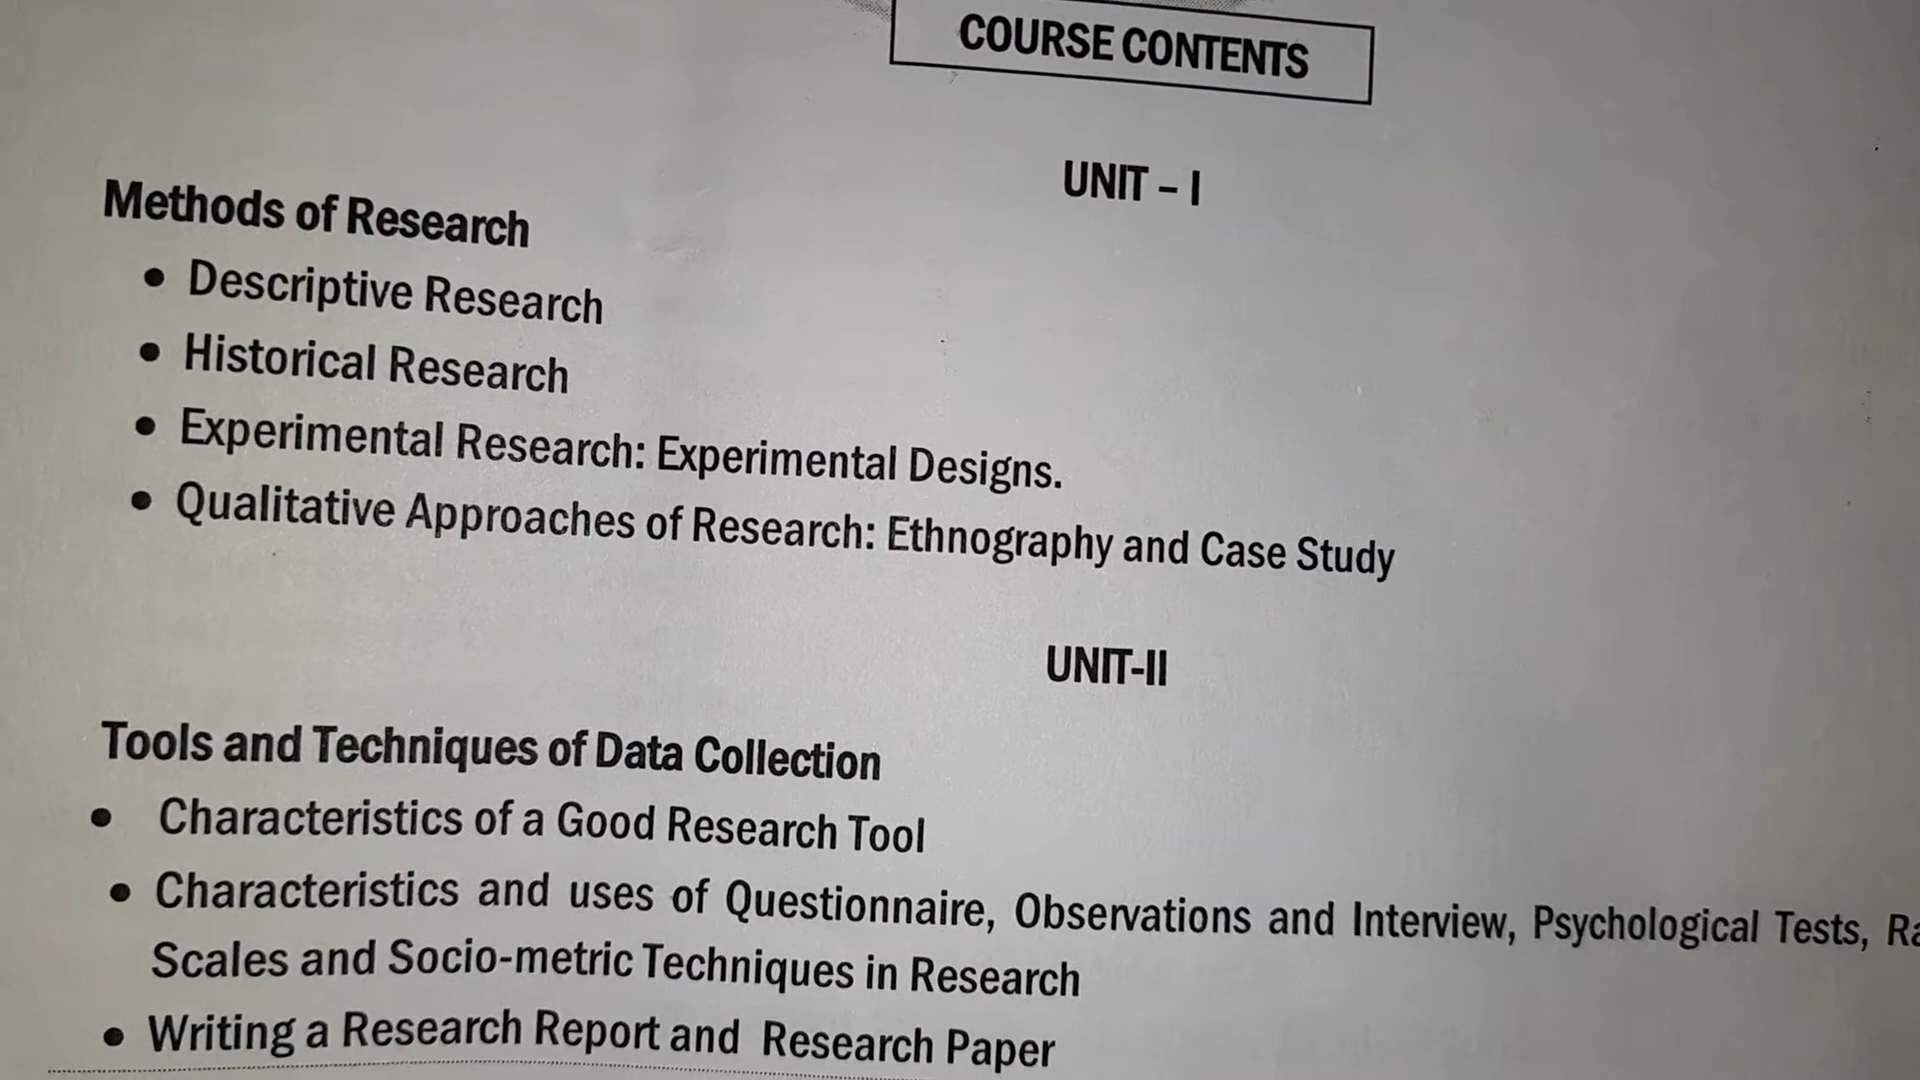 COURSE CONTENTS
UNIT – I
Methods of Research
• Descriptive Research
• Historical Research
• Experimental Research: Experimental Designs.
• Qualitative Approaches of Research: Ethnography and Case Study
UNIT-II
Tools and Techniques of Data Collection
• Characteristics of a Good Research Tool
• Characteristics and uses of Questionnaire, Observations and Interview, Psychological Tests,
Scales and Socio-metric Techniques in Research
• Writing a Research Report and Research Paper